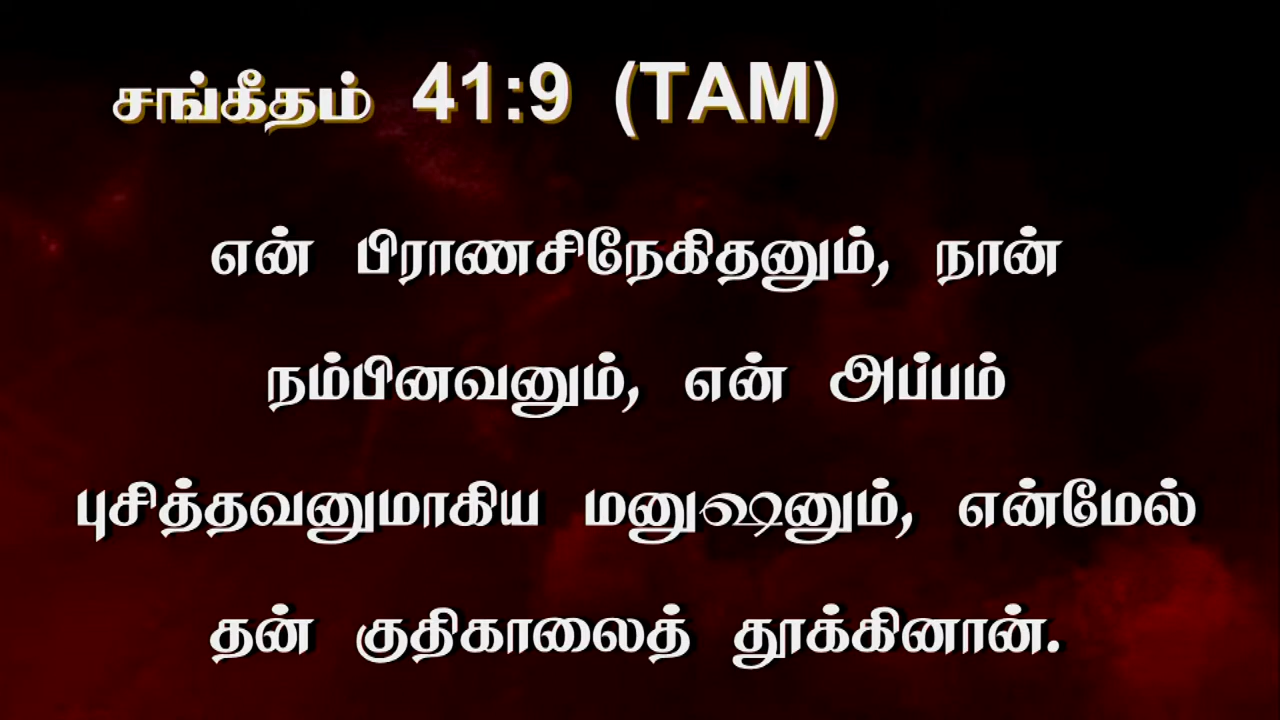 சங்கீதம் 41:9 (TAM)
என் பிராணசிநேகிதனும், நான்
நம்பினவனும், என் அப்பம்
புசித்தவனுமாகிய மனுஷனும், என்மேல்
தன் குதிகாலைத் தூக்கினான்.